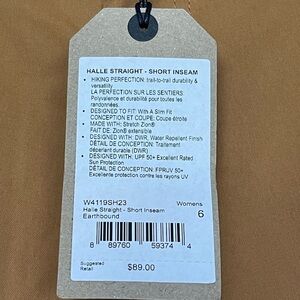 HALLE STRAIGHT - SHORT INSEAM
• HIKING PERFECTION: trail-to-trail durability &
versatility
LA PERFECTION SUR LES SENTIERS:
Polyvalence et durabilité pour toutes les
randonnées.
• DESIGNED TO FIT: With A Slim Fit
CONCEPTION ET COUPE: Coupe étroite
• MADE WITH: Stretch Zion®
FAIT DE: Zion® extensible
• DESIGNED WITH: DWR. Water Repellent Finish
DÉTAIL DE CONCEPTION: Traitement
déperlant durable (DWR)
• DESIGNED WITH: UPF 50+ Excellent Rated
Sun Protection
DÉTAIL DE CONCEPTION: FPRUV 50+
Excellente protection contre les rayons UV
W4119SH23 Womens
Halle Straight - Short Inseam 6
Earthbound
8 89760 59374 4
Suggested
Retail $89.00